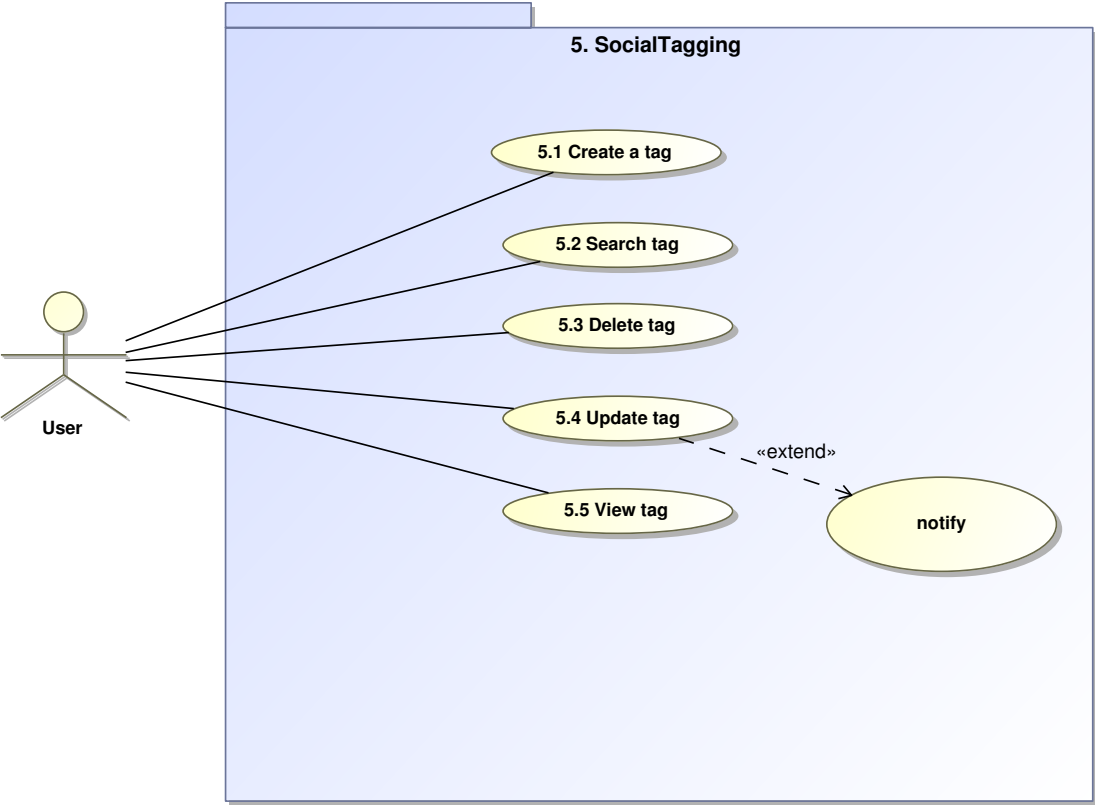 5. SocialTagging
5.1 Create a tag
5.2 Search tag
5.3 Delete tag
5.4 Update tag
«extend»
5.5 View tag
notify
User